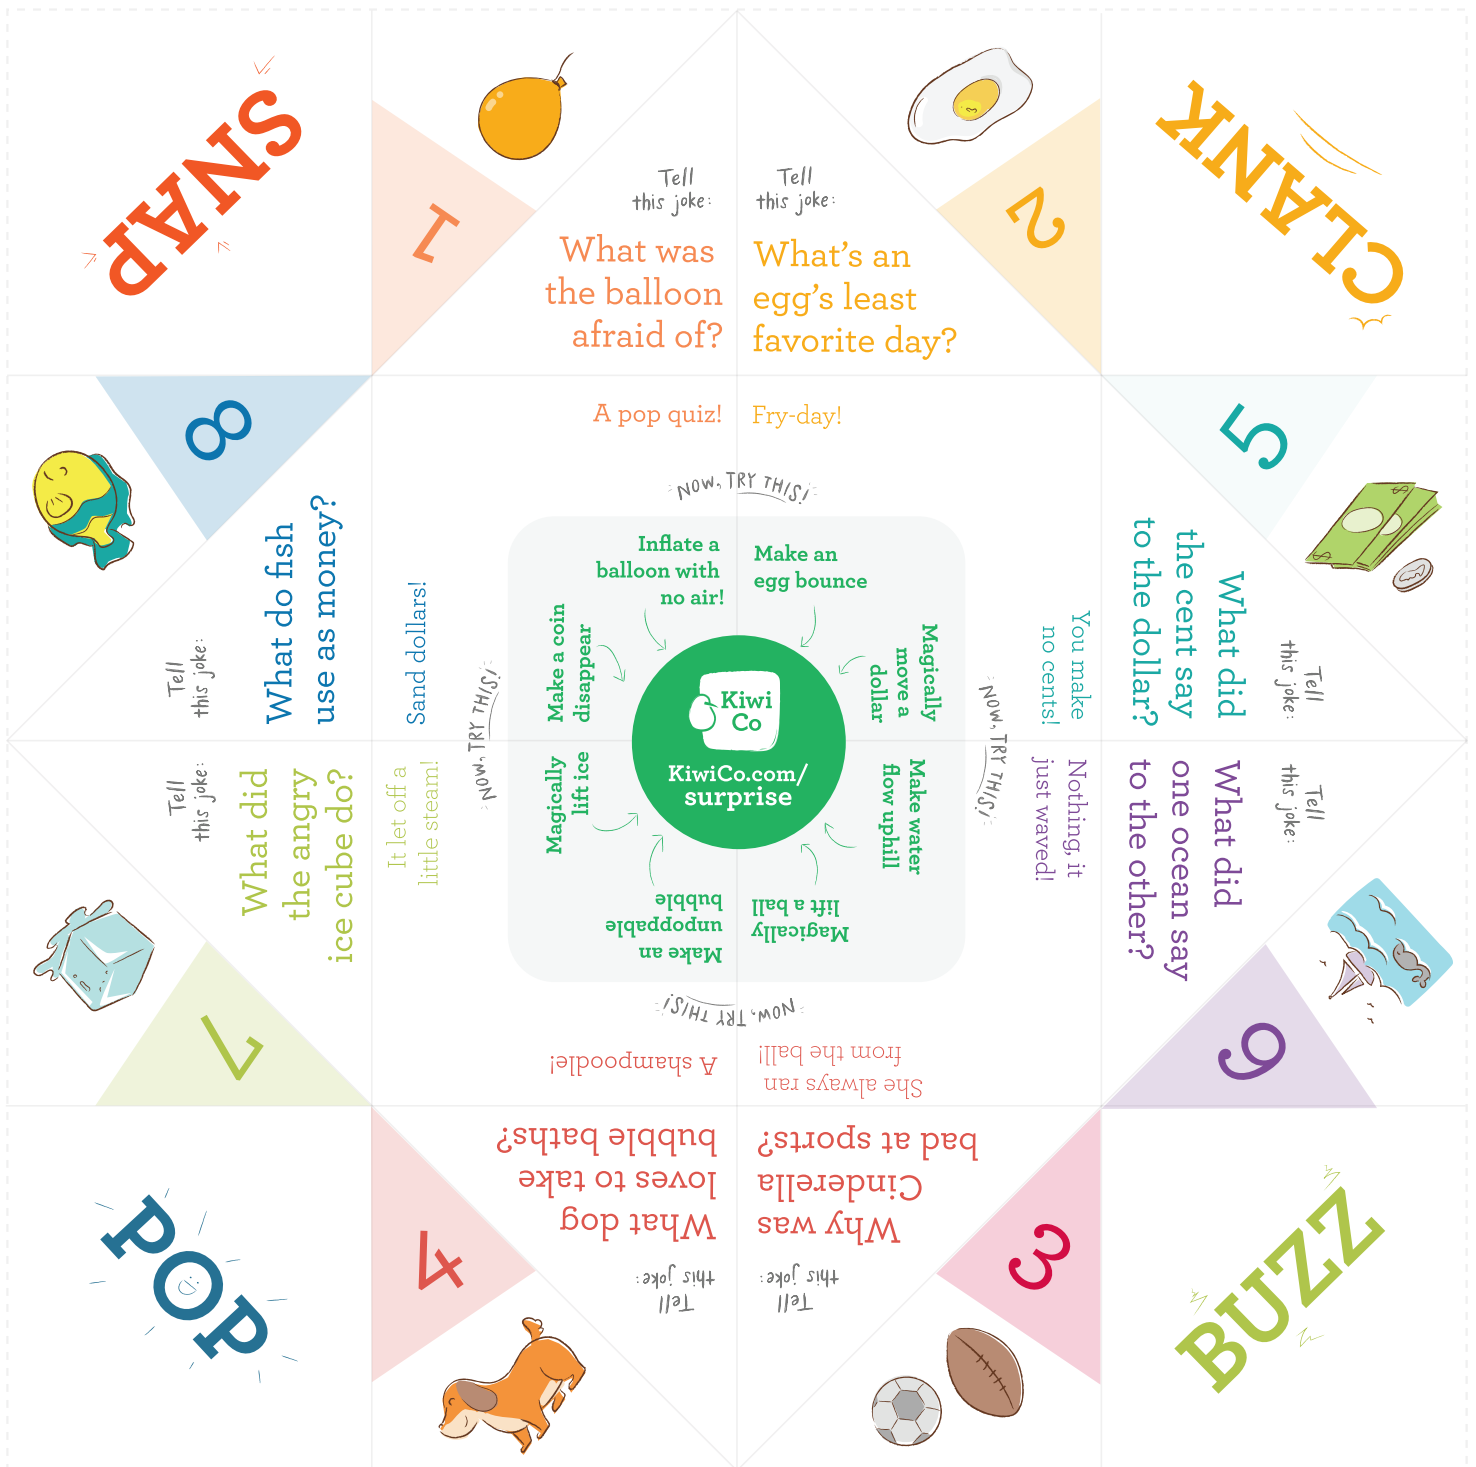 SNAP
1
Tell
this joke:
What was
the balloon
afraid of?
A pop quiz!
Tell
this joke:
What's an
egg's least
favorite day?
Fry-day!
2
CLANK
NOW, TRY THIS!
Inflate a
balloon with
no air!
Make an
egg bounce
5
Tell
this joke:
What did
the cent say
to the dollar?
You make
no cents!
NOW, TRY THIS!
Magically
move a
dollar
Make water
flow uphill
Tell
this joke:
What did
one ocean say
to the other?
Nothing, it
just waved!
6
BUZZ
3
Tell
this joke:
Why was
Cinderella
bad at sports?
She always ran
from the ball!
NOW, TRY THIS!
Magically
lift a ball
Make an
unpoppable
bubble
Tell
this joke:
What dog
loves to take
bubble baths?
A shampoodle!
4
POP
7
Tell
this joke:
What did
the angry
ice cube do?
It let off a
little steam!
NOW, TRY THIS!
Magically
lift ice
Make a coin
disappear
Tell
this joke:
What do fish
use as money?
Sand dollars!
8
Kiwi
Co
KiwiCo.com/
surprise